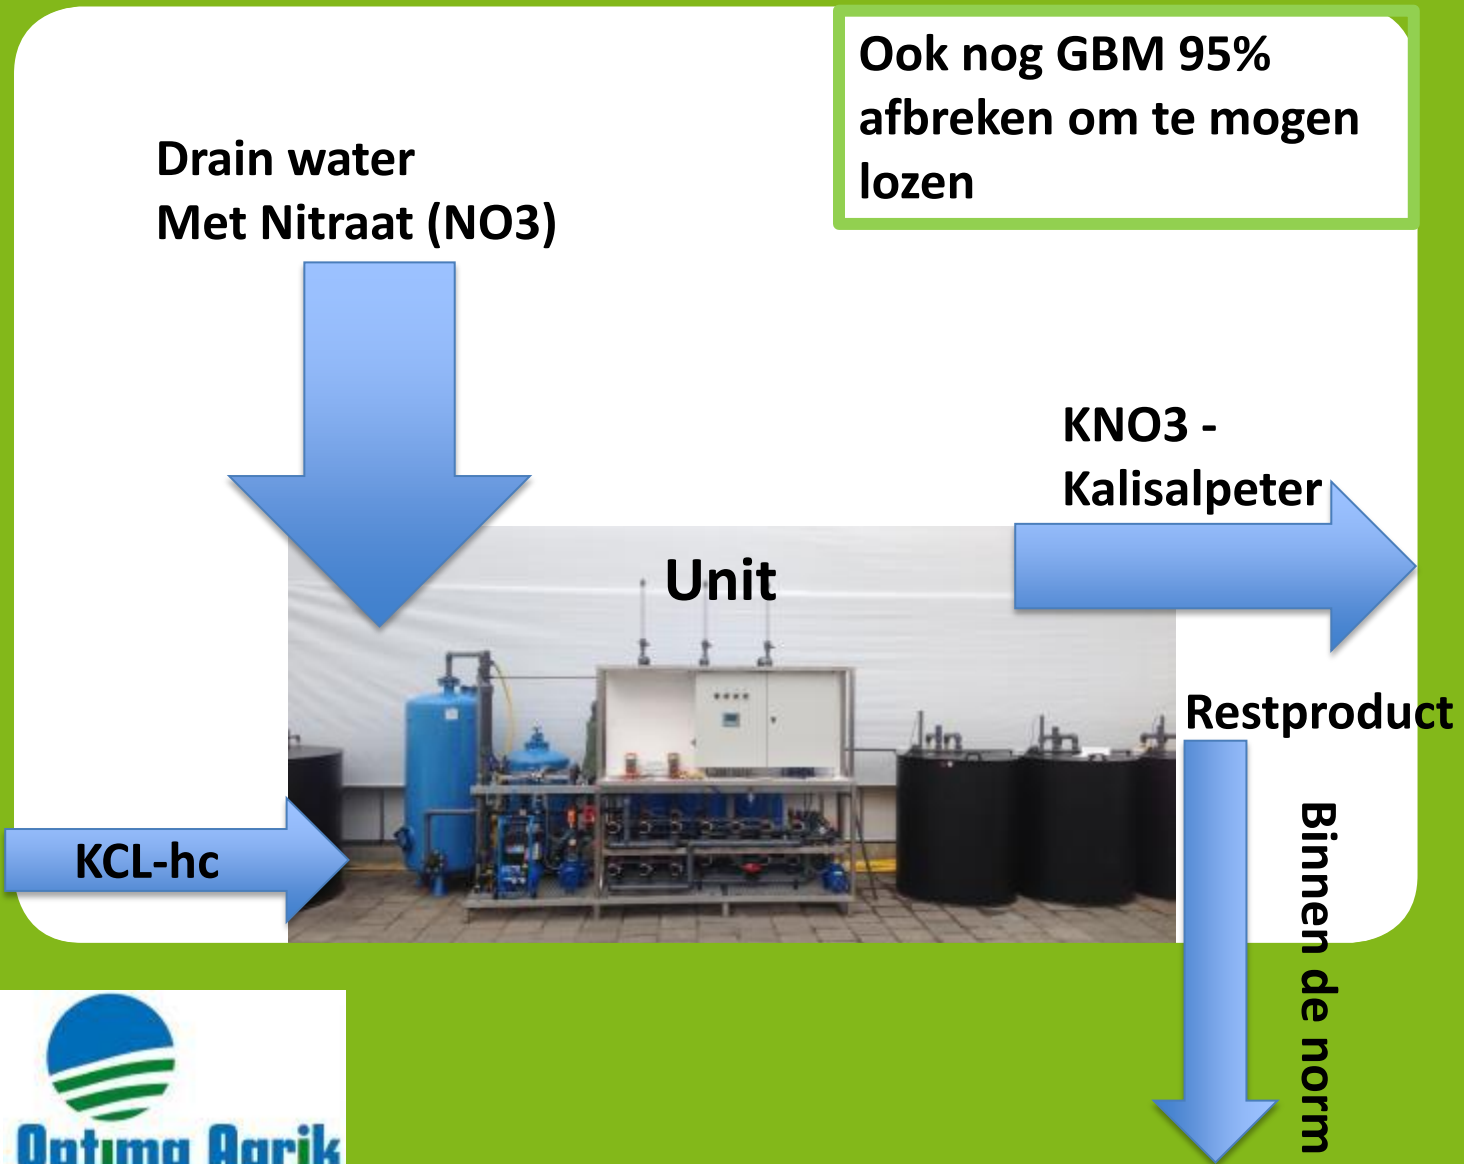 Ook nog GBM 95%
afbreken om te mogen
lozen
Drain water
Met Nitraat (NO3)
KNO3 -
Kalisalpeter
Unit
Restproduct
KCL-hc
Binnen de norm
Optima Agrik